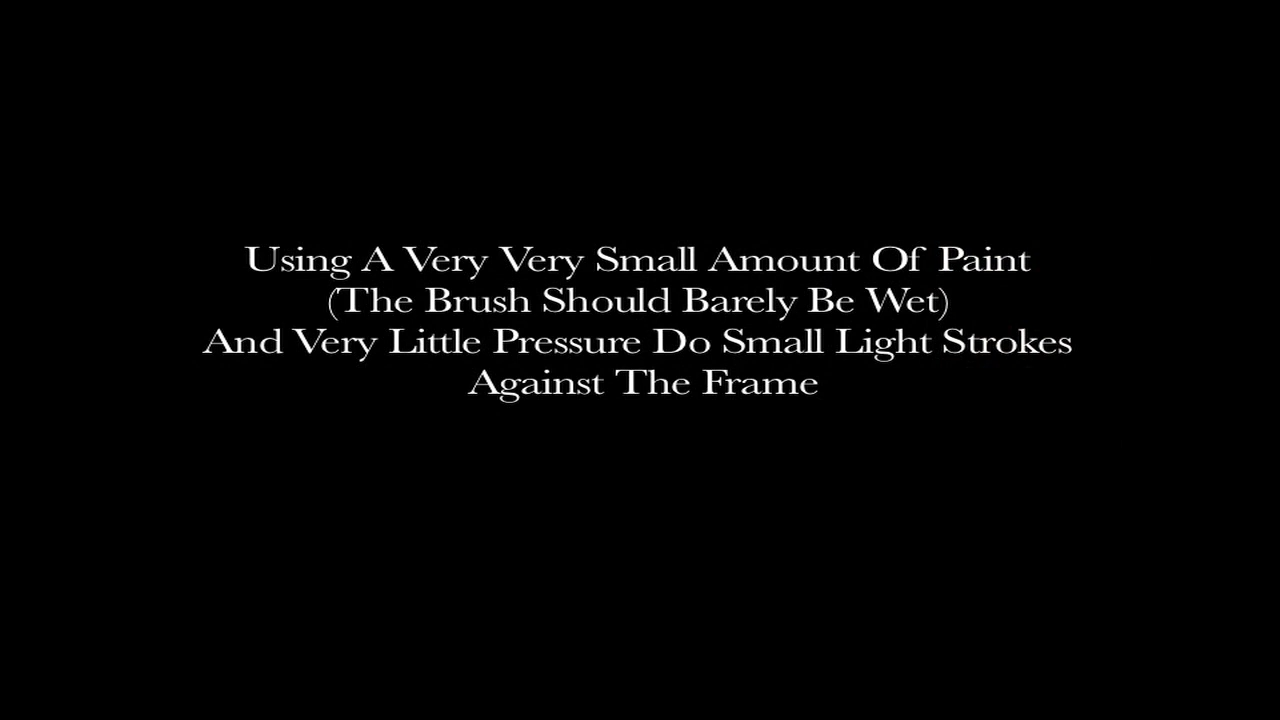 Using A Very Very Small Amount Of Paint
(The Brush Should Barely Be Wet)
And Very Little Pressure Do Small Light Strokes
Against The Frame